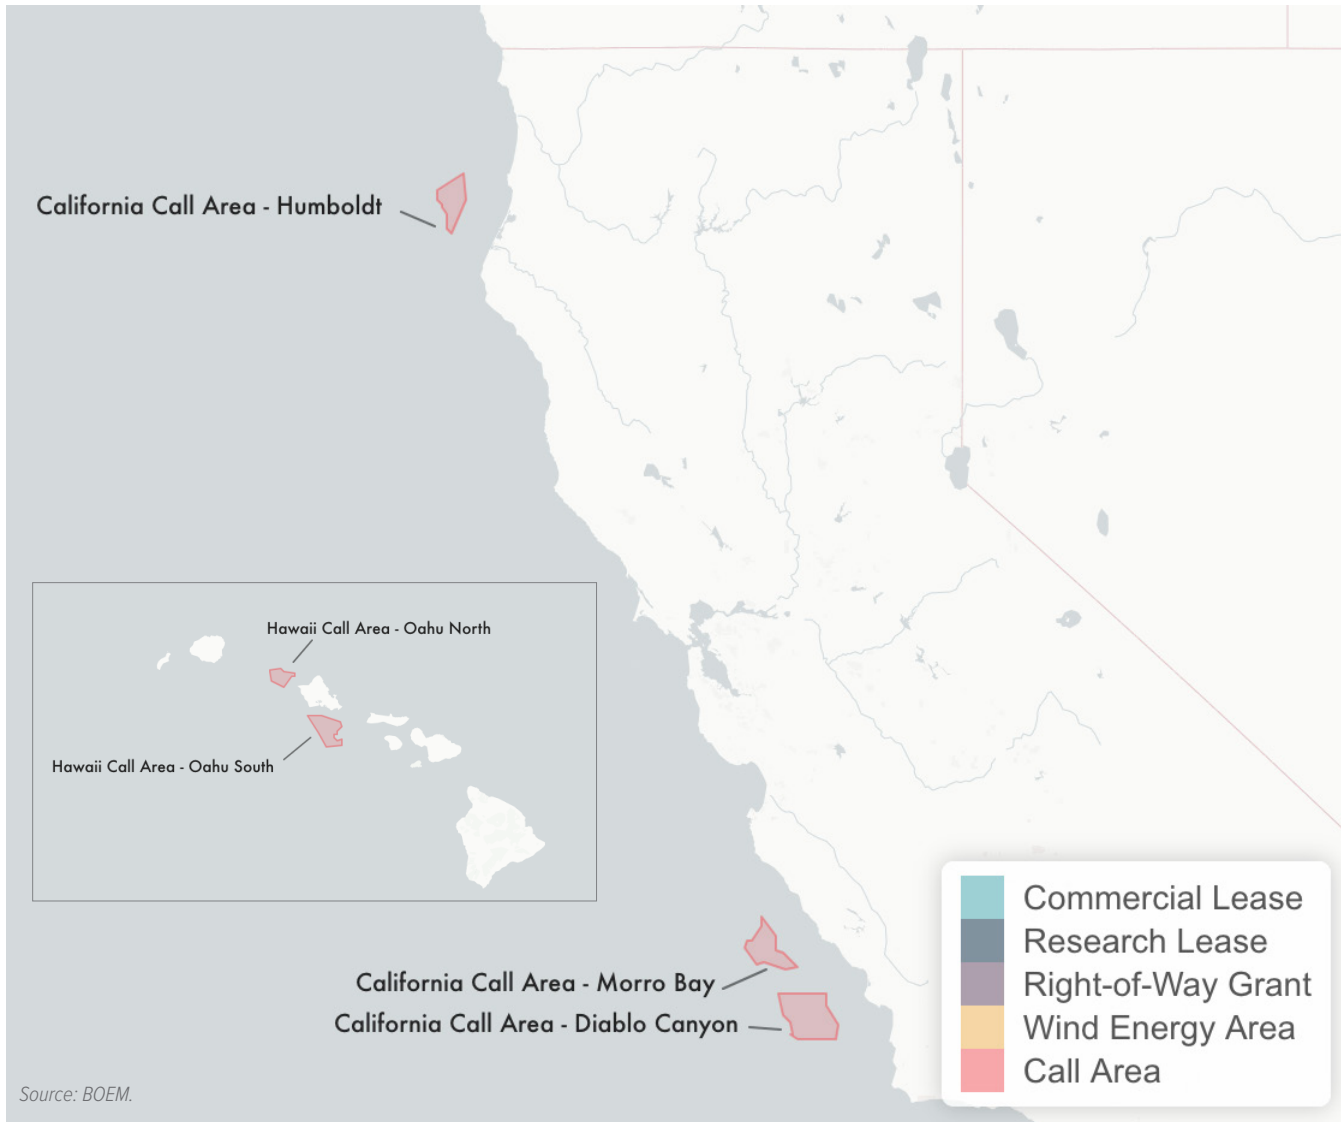 California Call Area - Humboldt
Hawaii Call Area - Oahu North
Hawaii Call Area - Oahu South
California Call Area - Morro Bay
California Call Area - Diablo Canyon
Commercial Lease
Research Lease
Right-of-Way Grant
Wind Energy Area
Call Area
Source: BOEM.